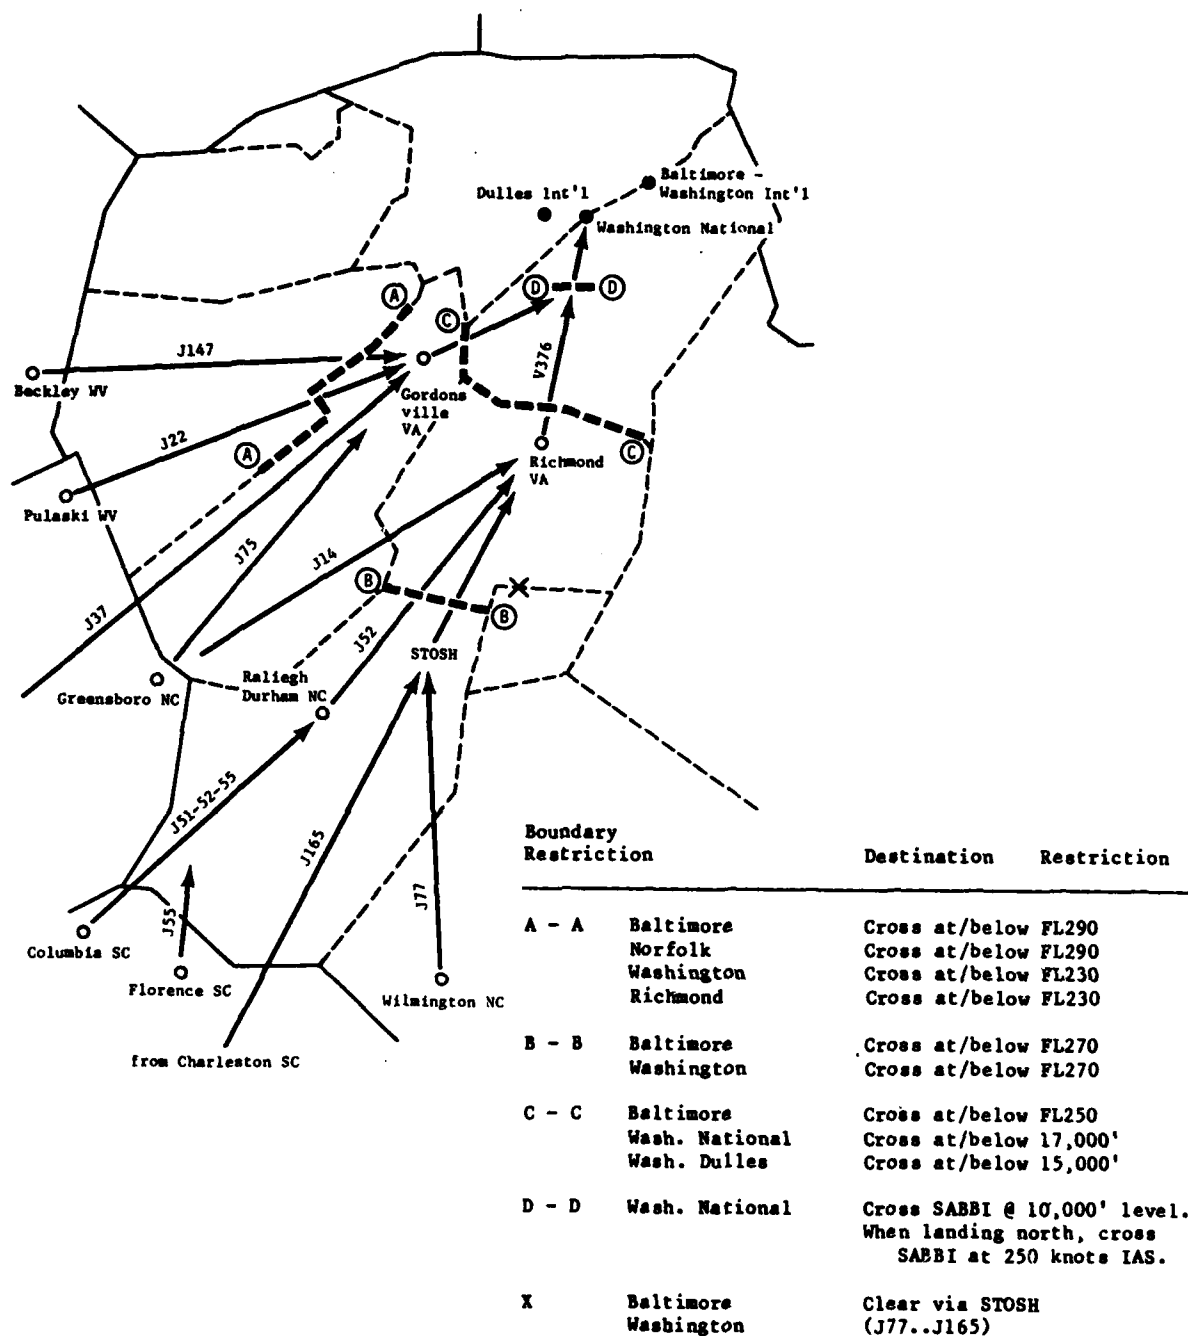 Baltimore -
Washington Int'l
Dulles Int'l
Washington National
A
D
D
C
J147
V376
Beckley WV
Gordons
ville
VA
J22
A
C
Richmond
VA
Pulaski WV
J75
J14
B
J37
J52
B
STOSH
Raliegh
Durham NC
Greensboro NC
J51-52-55
J165
J77
J55
Columbia SC
Florence SC
Wilmington NC
from Charleston SC
Boundary
Restriction Destination Restriction
A - A Baltimore Cross at/below FL290
Norfolk Cross at/below FL290
Washington Cross at/below FL230
Richmond Cross at/below FL230
B - B Baltimore Cross at/below FL270
Washington Cross at/below FL270
C - C Baltimore Cross at/below FL250
Wash. National Cross at/below 17,000'
Wash. Dulles Cross at/below 15,000'
D - D Wash. National Cross SABBI @ 10,000' level.
When landing north, cross
SABBI at 250 knots IAS.
X Baltimore Clear via STOSH
Washington (J77..J165)